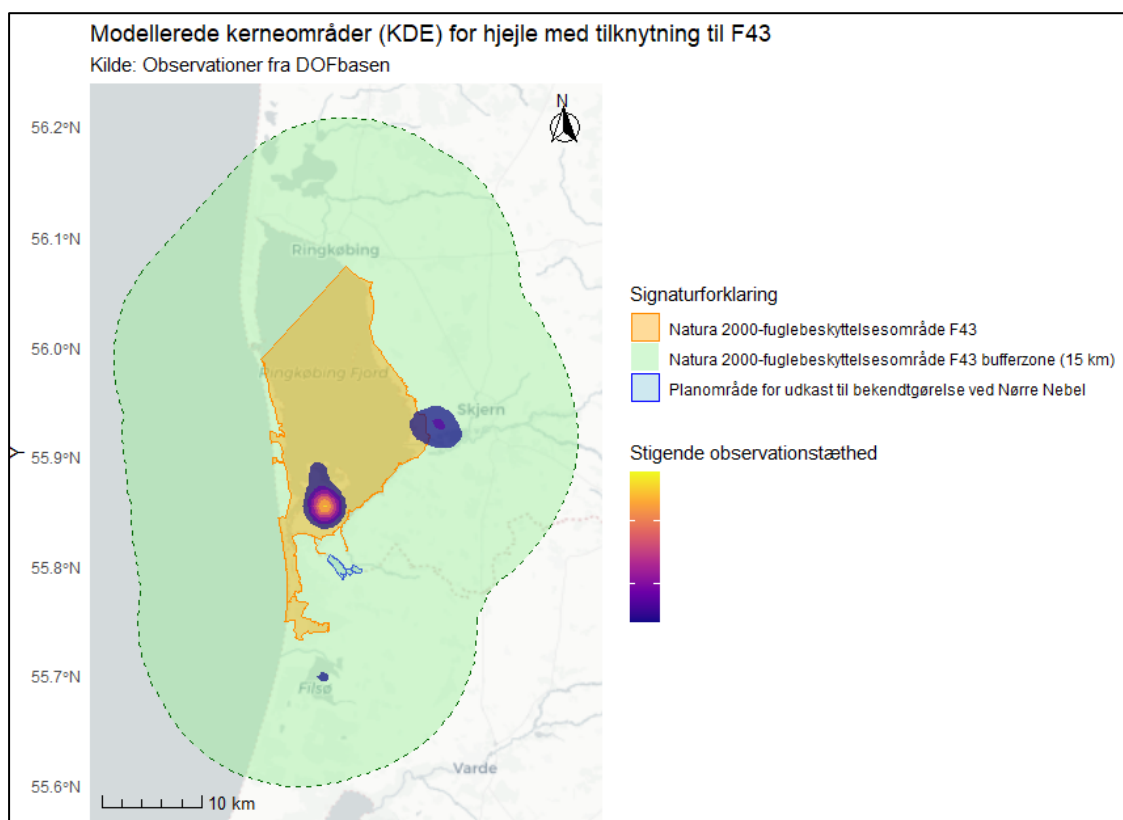 Modellerede kerneområder (KDE) for hjejle med tilknytning til F43
Kilde: Observationer fra DOFbasen
N
56.2°N
56.1°N
56.0°N
55.9°N
55.8°N
55.7°N
55.6°N
Ringkøbing
Ringkøbing Fjord
Skjern
Filsø
Varde
10 km
Signaturforklaring
Natura 2000-fuglebeskyttelsesområde F43
Natura 2000-fuglebeskyttelsesområde F43 bufferzone (15 km)
Planområde for udkast til bekendtgørelse ved Nørre Nebel
Stigende observationstæthed